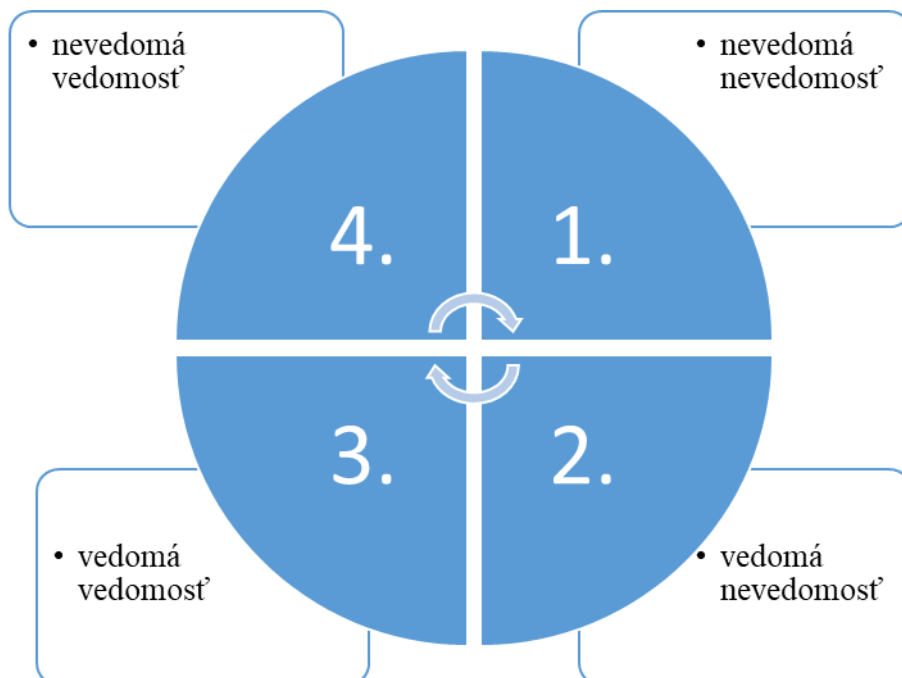 • nevedomá
vedomosť
• nevedomá
nevedomosť
4.
1.
3.
2.
• vedomá
vedomosť
• vedomá
nevedomosť